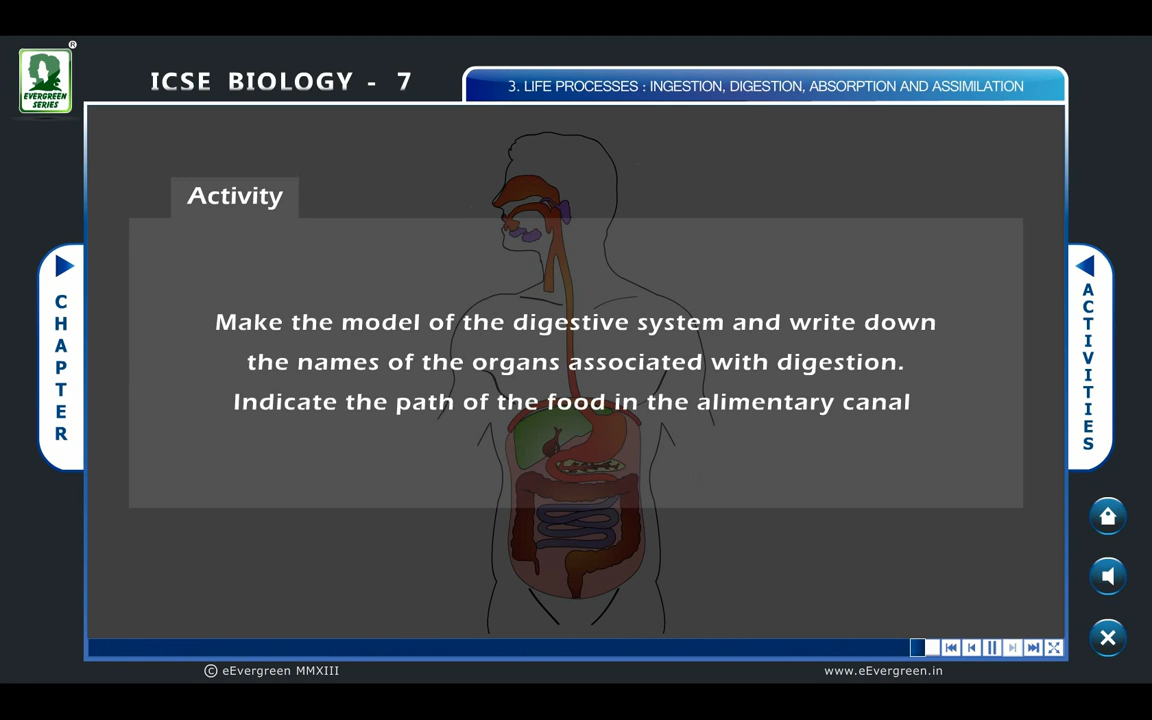 ®
EVERGREEN
SERIES
ICSE BIOLOGY - 7
3. LIFE PROCESSES : INGESTION, DIGESTION, ABSORPTION AND ASSIMILATION
Activity
Make the model of the digestive system and write down
the names of the organs associated with digestion.
Indicate the path of the food in the alimentary canal
CHAPTER
ACTIVITIES
© eEvergreen MMXIII
www.eEvergreen.in